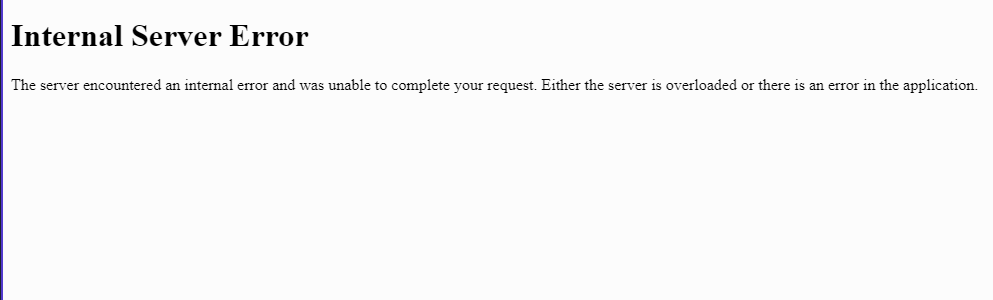 Internal Server Error
The server encountered an internal error and was unable to complete your request. Either the server is overloaded or there is an error in the application.